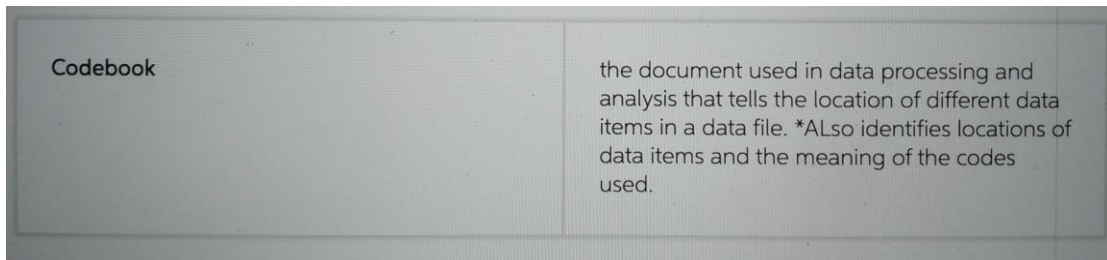 Codebook
the document used in data processing and
analysis that tells the location of different data
items in a data file. *ALso identifies locations of
data items and the meaning of the codes
used.